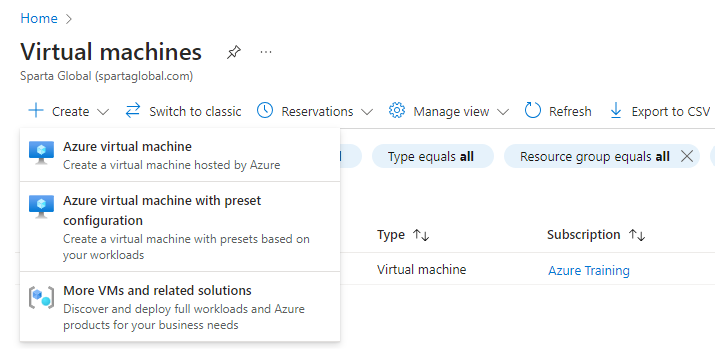 Home >
Virtual machines
Sparta Global (spartaglobal.com)
Create Switch to classic Reservations Manage view Refresh Export to CSV
Azure virtual machine
Create a virtual machine hosted by Azure
Type equals all Resource group equals all
Azure virtual machine with preset
configuration
Create a virtual machine with presets based on
your workloads
Type Subscription
Virtual machine Azure Training
More VMs and related solutions
Discover and deploy full workloads and Azure
products for your business needs